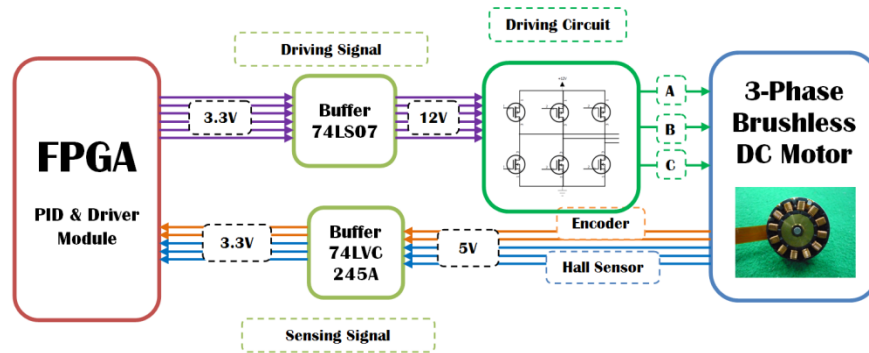 Driving Signal
Driving Circuit
FPGA
PID & Driver
Module
3.3V
Buffer
74LS07
12V
+12V
A
B
C
3-Phase
Brushless
DC Motor
3.3V
Buffer
74LVC
245A
5V
Encoder
Hall Sensor
Sensing Signal